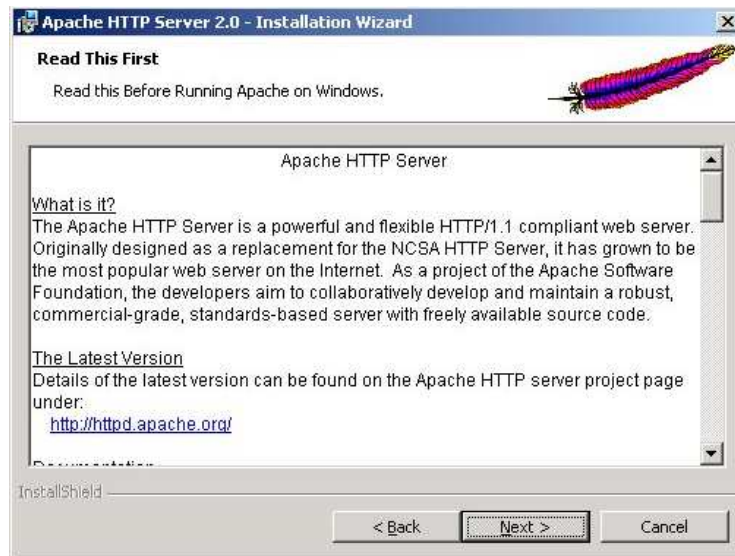 Apache HTTP Server 2.0 - Installation Wizard
Read This First
Read this Before Running Apache on Windows.
Apache HTTP Server
What is it?
The Apache HTTP Server is a powerful and flexible HTTP/1.1 compliant web server.
Originally designed as a replacement for the NCSA HTTP Server, it has grown to be
the most popular web server on the Internet.  As a project of the Apache Software
Foundation, the developers aim to collaboratively develop and maintain a robust,
commercial-grade, standards-based server with freely available source code.
The Latest Version
Details of the latest version can be found on the Apache HTTP server project page
under:
http://httpd.apache.org/
Documentation
InstallShield
< Back
Next >
Cancel